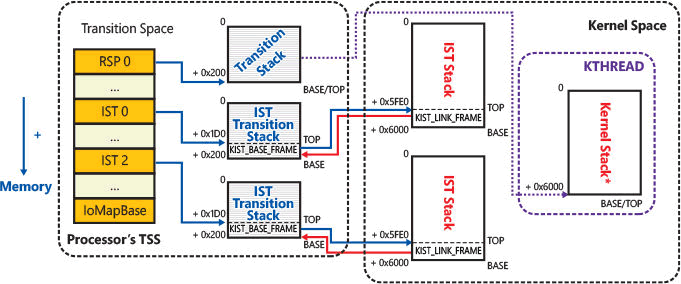 Transition Space
Kernel Space
RSP 0
...
IST 0
...
IST 2
...
IoMapBase
Processor's TSS
+
Memory
0
Transition
Stack
+ 0x200
BASE/TOP
0
IST
Transition
Stack
KIST_BASE_FRAME
+ 0x1D0
+ 0x200
TOP
BASE
0
IST
Transition
Stack
KIST_BASE_FRAME
+ 0x1D0
+ 0x200
TOP
BASE
0
IST Stack
KIST_LINK_FRAME
+ 0x5FE0
+ 0x6000
TOP
BASE
0
IST Stack
KIST_LINK_FRAME
+ 0x5FE0
+ 0x6000
TOP
BASE
KTHREAD
0
Kernel Stack*
+ 0x6000
BASE/TOP